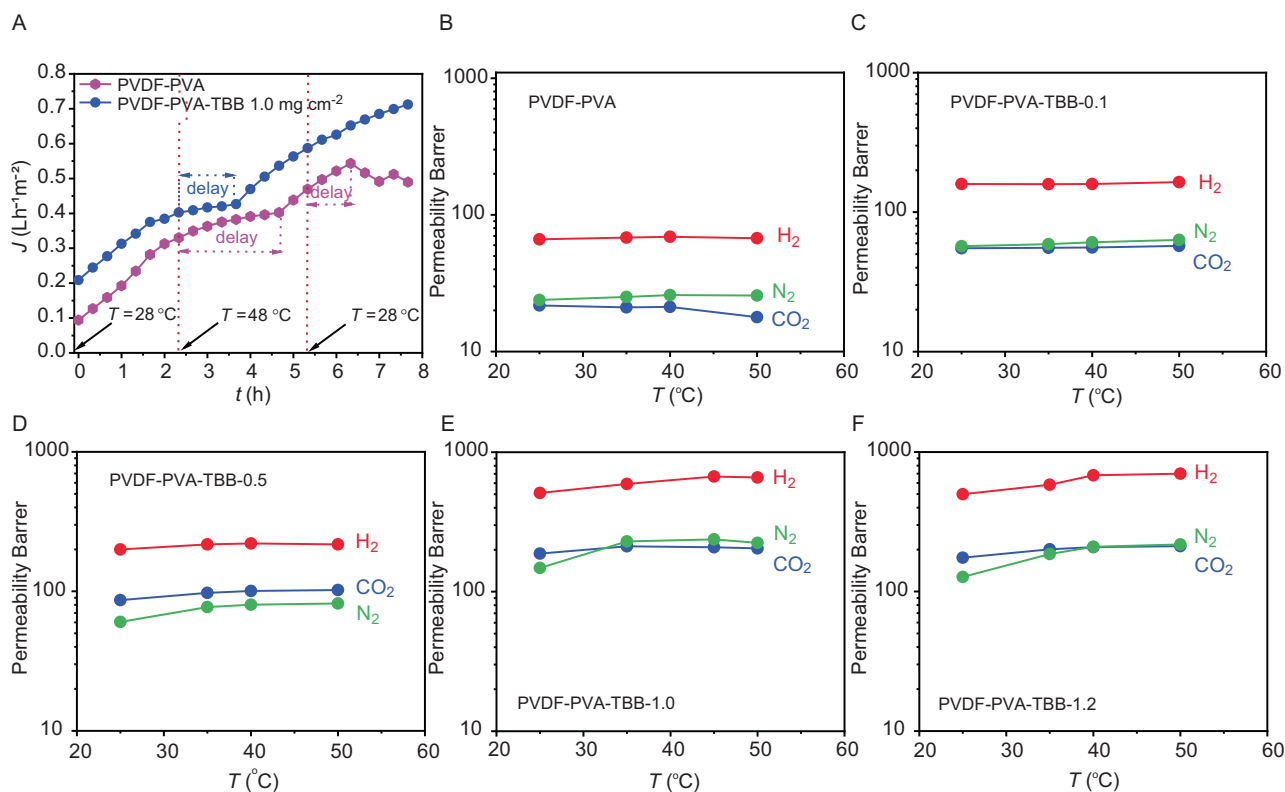 A
J (Lh⁻¹m⁻²)
0.8
0.7
0.6
0.5
0.4
0.3
0.2
0.1
0.0
PVDF-PVA
PVDF-PVA-TBB 1.0 mg cm⁻²
delay
delay
delay
T = 28 °C
T = 48 °C
T = 28 °C
0 1 2 3 4 5 6 7 8
t (h)
B
Permeability Barrer
1000
100
10
PVDF-PVA
H₂
N₂
CO₂
20 30 40 50 60
T (°C)
C
Permeability Barrer
1000
100
10
PVDF-PVA-TBB-0.1
H₂
N₂
CO₂
20 30 40 50 60
T (°C)
D
Permeability Barrer
1000
100
10
PVDF-PVA-TBB-0.5
H₂
CO₂
N₂
20 30 40 50 60
T (°C)
E
Permeability Barrer
1000
100
10
H₂
N₂
CO₂
PVDF-PVA-TBB-1.0
20 30 40 50 60
T (°C)
F
Permeability Barrer
1000
100
10
H₂
N₂
CO₂
PVDF-PVA-TBB-1.2
20 30 40 50 60
T (°C)